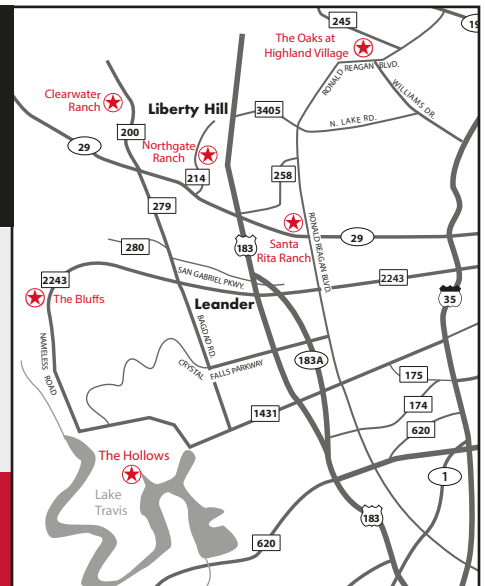 245
19
The Oaks at
Highland Village
RONALD REAGAN BLVD.
WILLIAMS DR.
Clearwater
Ranch
Liberty Hill
3405
N. LAKE RD.
200
29
Northgate
Ranch
214
258
279
Santa
Rita Ranch
RONALD REAGAN BLVD.
29
280
183
SAN GABRIEL PKWY.
2243
2243
The Bluffs
Leander
35
NAMELESS ROAD
BAGDAD RD.
CRYSTAL FALLS PARKWAY
183A
175
174
1431
620
The Hollows
1
Lake
Travis
183
620